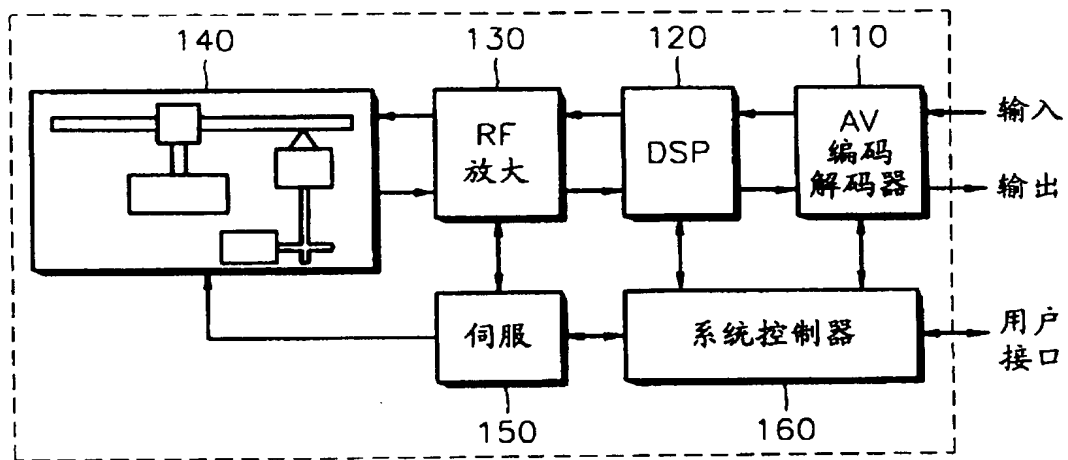 140
130
120
110
RF
放大
DSP
AV
编码
解码器
输入
输出
伺服
系统控制器
用户
接口
150
160